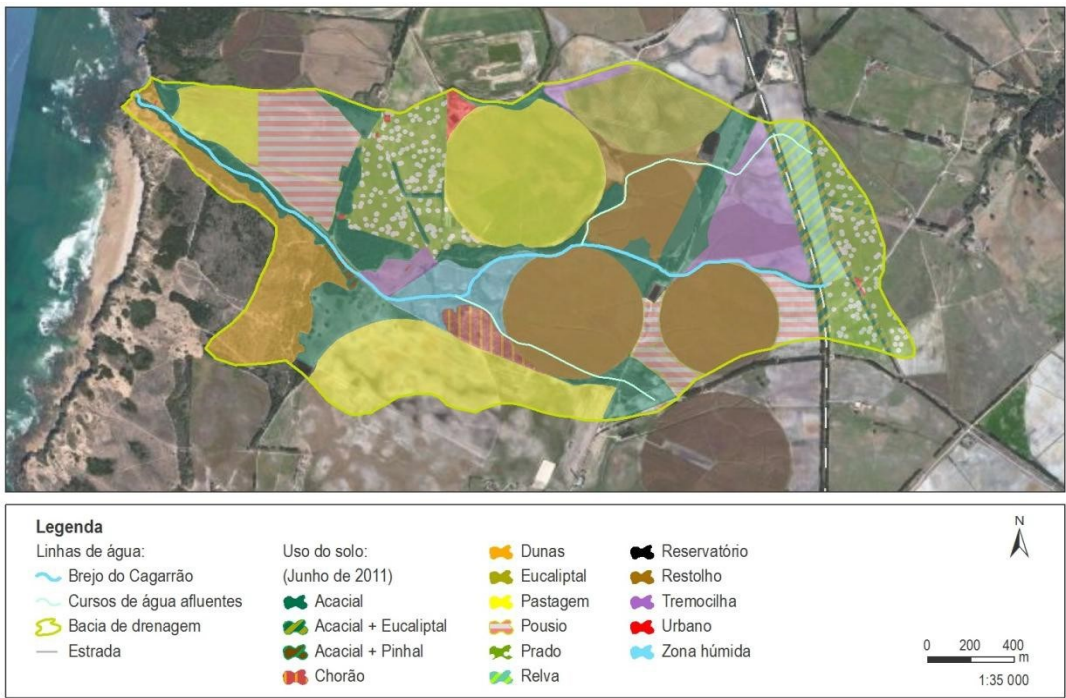 Legenda
Linhas de água:
Brejo do Cagarrão
Cursos de água afluentes
Bacia de drenagem
Estrada
Uso do solo:
(Junho de 2011)
Acacial
Acacial + Eucaliptal
Acacial + Pinhal
Chorão
Dunas
Eucaliptal
Pastagem
Pousio
Prado
Relva
Reservatório
Restolho
Tremocilha
Urbano
Zona húmida
N
0 200 400
m
1:35 000